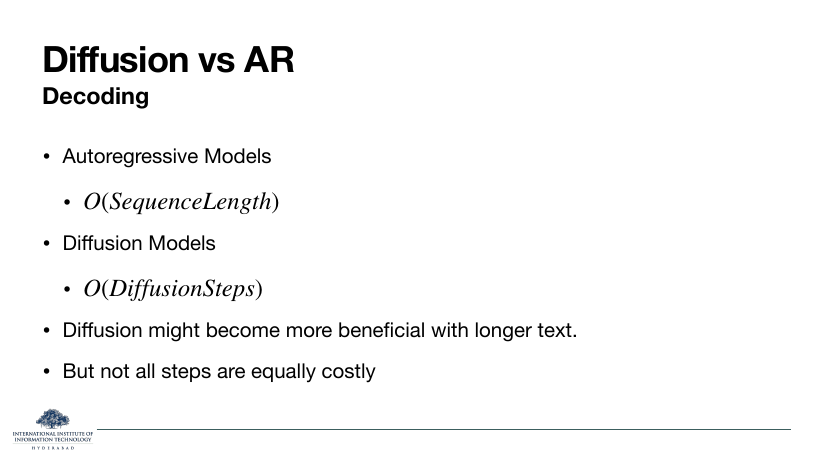 Diffusion vs AR
Decoding
• Autoregressive Models
• O(SequenceLength)
• Diffusion Models
• O(DiffusionSteps)
• Diffusion might become more beneficial with longer text.
• But not all steps are equally costly
INTERNATIONAL INSTITUTE OF
INFORMATION TECHNOLOGY
HYDERABAD